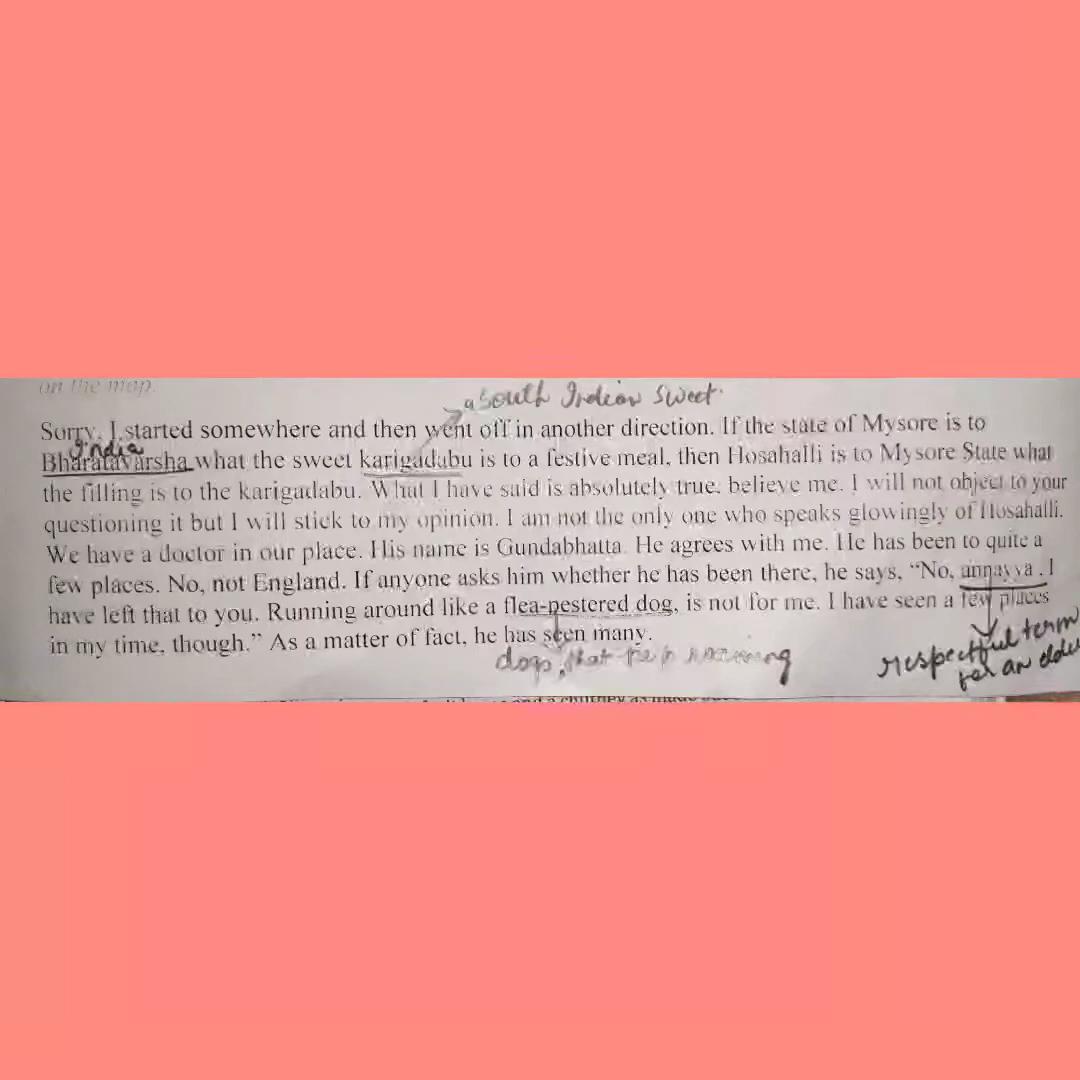 on the map.
a South Indian Sweet.
Sorry, I started somewhere and then went off in another direction. If the state of Mysore is to
India
Bharatavarsha what the sweet karigadabu is to a festive meal, then Hosahalli is to Mysore State what
the filling is to the karigadabu. What I have said is absolutely true, believe me. I will not object to your
questioning it but I will stick to my opinion. I am not the only one who speaks glowingly of Hosahalli.
We have a doctor in our place. His name is Gundabhatta. He agrees with me. He has been to quite a
few places. No, not England. If anyone asks him whether he has been there, he says, “No, annayya . I
have left that to you. Running around like a flea-pestered dog, is not for me. I have seen a few places
in my time, though.” As a matter of fact, he has seen many.
dogs that
respectful term
for an